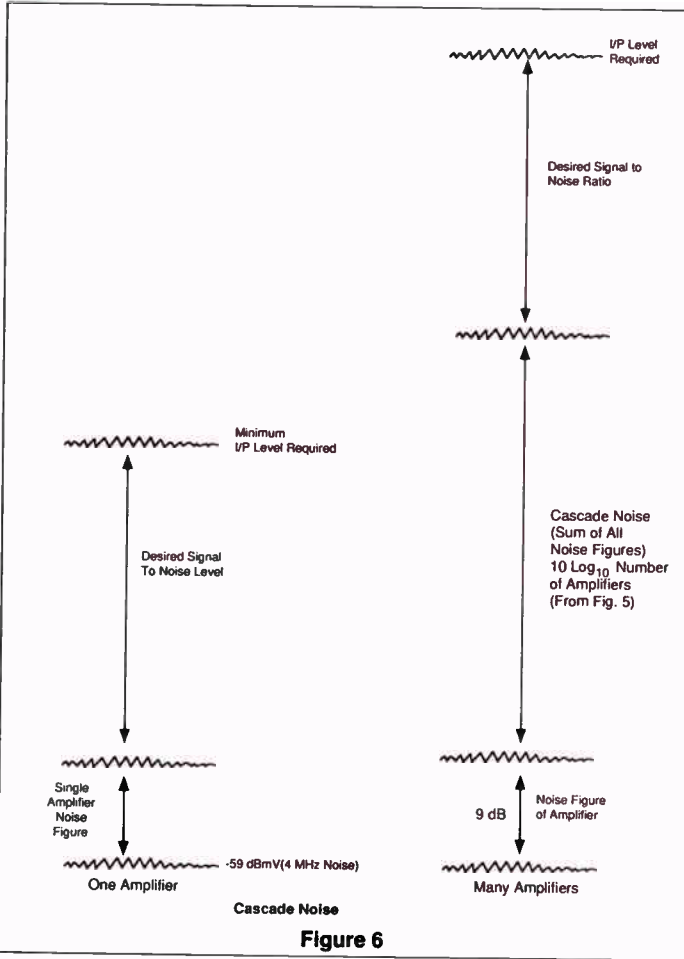 I/P Level
Required
Desired Signal to
Noise Ratio
Minimum
I/P Level Required
Desired Signal
To Noise Level
Cascade Noise
(Sum of All
Noise Figures)
10 Log10 Number
of Amplifiers
(From Fig. 5)
Single
Amplifier
Noise
Figure
9 dB
Noise Figure
of Amplifier
-59 dBmV(4 MHz Noise)
One Amplifier
Many Amplifiers
Cascade Noise
Figure 6